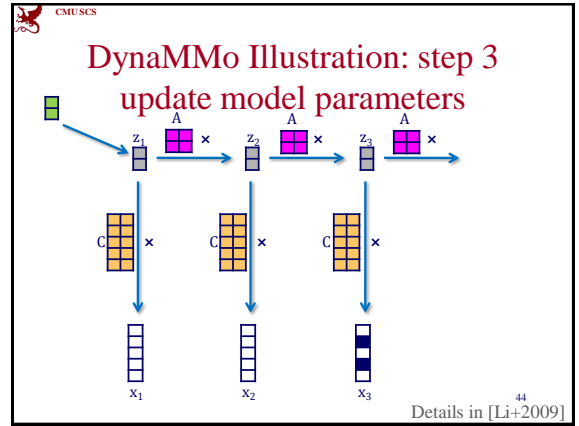 CMU SCS
DynaMMo Illustration: step 3
update model parameters
A A A
z₁ × z₂ × z₃ ×
C × C × C ×
x₁ x₂ x₃
44
Details in [Li+2009]